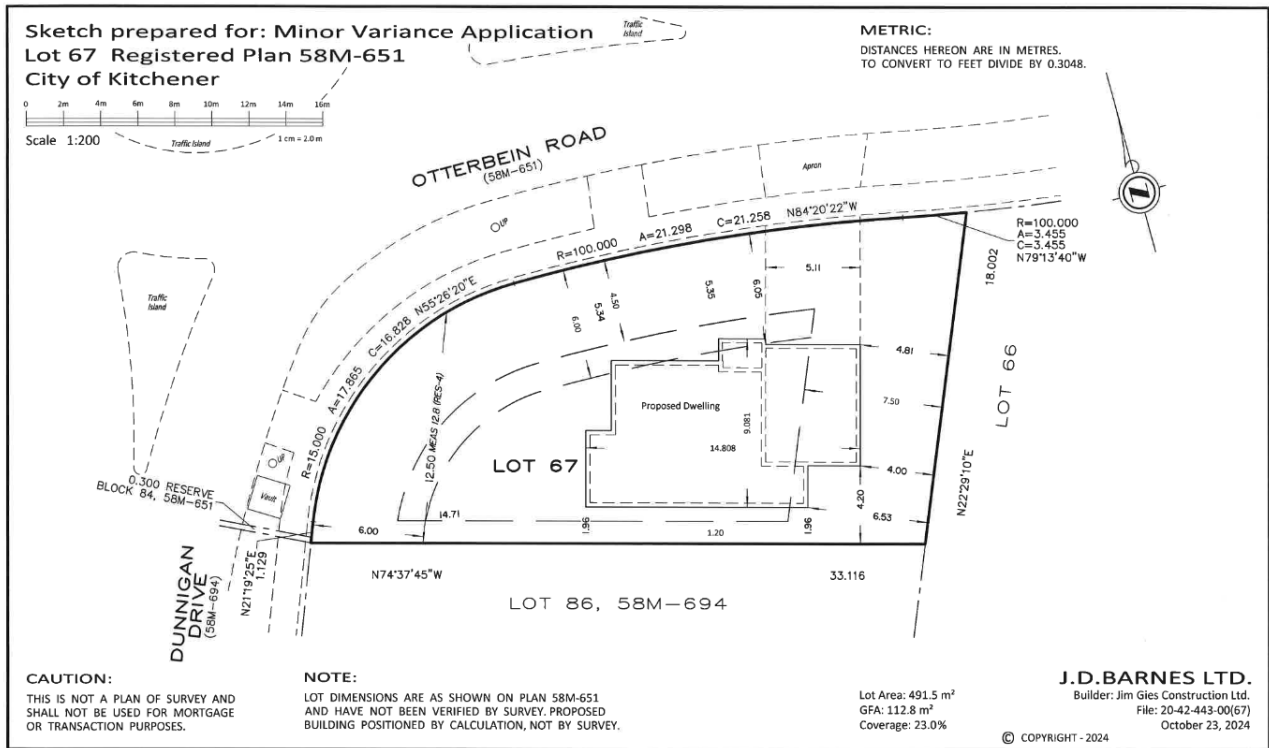 Sketch prepared for: Minor Variance Application
Lot 67 Registered Plan 58M-651
City of Kitchener
0 2m 4m 6m 8m 10m 12m 14m 16m
Scale 1:200
1 cm = 2.0 m
Traffic Island
Traffic
Island
METRIC:
DISTANCES HEREON ARE IN METRES.
TO CONVERT TO FEET DIVIDE BY 0.3048.
OTTERBEIN ROAD
(58M-651)
Apron
UP
R=100.000 A=21.298 C=21.258 N84°20'22"W
R=100.000
A=3.455
C=3.455
N79°13'40"W
18.002
Traffic
Island
R=15.000 A=17.865 C=16.828 N55°26'20"E
5.11
6.05
5.35
4.50
5.34
6.00
4.81
7.50
LOT 66
12.50 MEAS 12.8 (RES-4)
Proposed Dwelling
9.081
14.808
LOT 67
4.00
N22°29'10"E
UP
Vault
0.300 RESERVE
BLOCK 84, 58M-651
14.71
4.20
6.53
6.00
1.96
1.20
1.96
N21°19'25"E
1.129
N74°37'45"W
33.116
DUNNIGAN
DRIVE
(58M-694)
LOT 86, 58M-694
CAUTION:
THIS IS NOT A PLAN OF SURVEY AND
SHALL NOT BE USED FOR MORTGAGE
OR TRANSACTION PURPOSES.
NOTE:
LOT DIMENSIONS ARE AS SHOWN ON PLAN 58M-651
AND HAVE NOT BEEN VERIFIED BY SURVEY. PROPOSED
BUILDING POSITIONED BY CALCULATION, NOT BY SURVEY.
Lot Area: 491.5 m²
GFA: 112.8 m²
Coverage: 23.0%
J.D.BARNES LTD.
Builder: Jim Gies Construction Ltd.
File: 20-42-443-00(67)
October 23, 2024
© COPYRIGHT - 2024